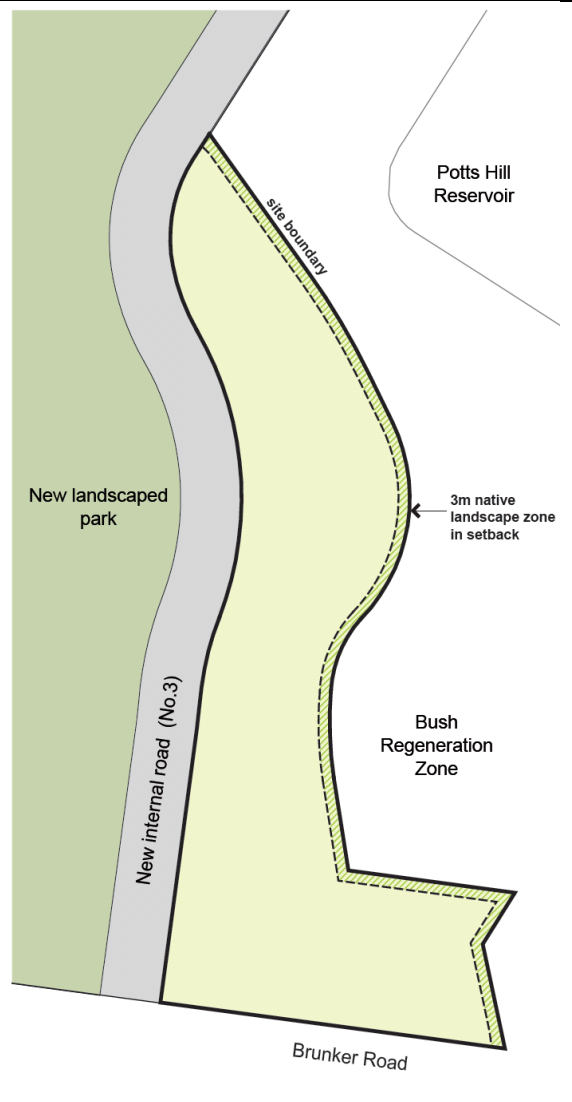 Potts Hill
Reservoir
site boundary
New landscaped
park
3m native
landscape zone
in setback
New internal road (No.3)
Bush
Regeneration
Zone
Brunker Road